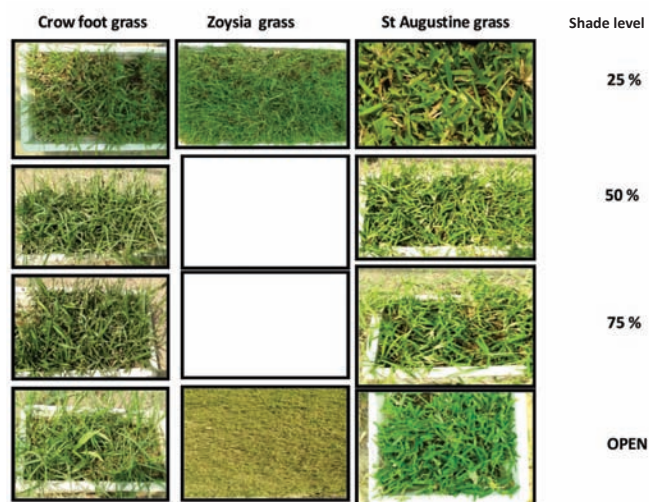 Crow foot grass Zoysia grass St Augustine grass Shade level
25 %
50 %
75 %
OPEN